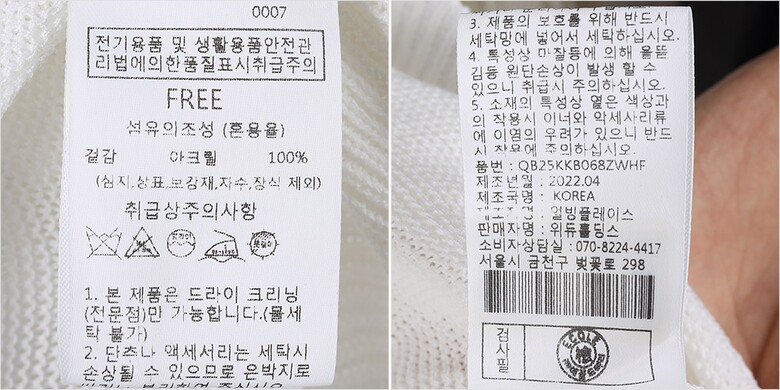 0007
전기용품 및 생활용품안전관
리법에의한품질표시취급주의
FREE
섬유의조성 (혼용율)
겉감 아크릴 100%
(심지,상표,보강재,자수,장식 제외)
취급상주의사항
1. 본 제품은 드라이 크리닝
(전문점)만 가능합니다.(물세
탁 불가)
2. 단추나 액세서리는 세탁시
손상될 수 있으므로 은박지로
3. 제품의 보호를 위해 반드시
세탁망에 넣어서 세탁하십시오.
4. 특성상 마찰등에 의해 올뜯
김등 원단손상이 발생 할 수
있으니 취급시 주의하십시오.
5. 소재의 특성상 옅은 색상과
의 착용시 이너와 악세사리류
에 이염의 우려가 있으니 반드
시 착용에 주의하십시오.
품번 : QB25KKB068ZWHF
제조년월 : 2022.04
제조국명 : KOREA
얼빙플레이스
판매자명 : 위듀홀딩스
소비자상담실 : 070-8224-4417
서울시 금천구 벚꽃로 298
검사필
ECOLE